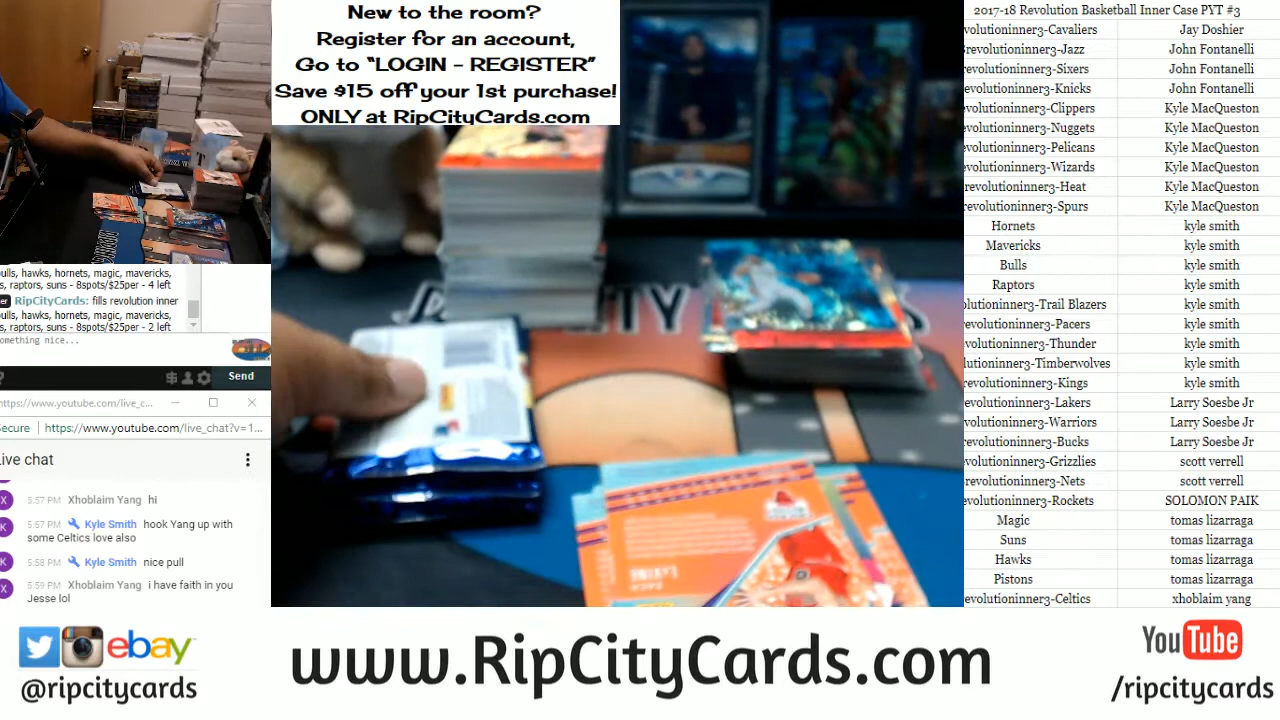 New to the room?
Register for an account,
Go to “LOGIN - REGISTER”
Save $15 off your 1st purchase!
ONLY at RipCityCards.com
ulls, hawks, hornets, magic, mavericks,
s, raptors, suns - 8spots/$25per - 4 left
er RipCityCards: fills revolution inner
ulls, hawks, hornets, magic, mavericks,
s, raptors, suns - 8spots/$25per - 2 left
omething nice...
Send
https://www.youtube.com/live_c...
ecure https://www.youtube.com/live_chat?v=1...
ive chat
5:57 PM Xhoblaim Yang hi
5:57 PM Kyle Smith hook Yang up with
some Celtics love also
5:58 PM Kyle Smith nice pull
5:59 PM Xhoblaim Yang i have faith in you
Jesse lol
2017-18 Revolution Basketball Inner Case PYT #3
volutioninner3-Cavaliers Jay Doshier
revolutioninner3-Jazz John Fontanelli
evolutioninner3-Sixers John Fontanelli
evolutioninner3-Knicks John Fontanelli
evolutioninner3-Clippers Kyle MacQueston
evolutioninner3-Nuggets Kyle MacQueston
evolutioninner3-Pelicans Kyle MacQueston
evolutioninner3-Wizards Kyle MacQueston
revolutioninner3-Heat Kyle MacQueston
revolutioninner3-Spurs Kyle MacQueston
Hornets kyle smith
Mavericks kyle smith
Bulls kyle smith
Raptors kyle smith
olutioninner3-Trail Blazers kyle smith
evolutioninner3-Pacers kyle smith
evolutioninner3-Thunder kyle smith
lutioninner3-Timberwolves kyle smith
revolutioninner3-Kings kyle smith
evolutioninner3-Lakers Larry Soesbe Jr
volutioninner3-Warriors Larry Soesbe Jr
evolutioninner3-Bucks Larry Soesbe Jr
volutioninner3-Grizzlies scott verrell
evolutioninner3-Nets scott verrell
evolutioninner3-Rockets SOLOMON PAIK
Magic tomas lizarraga
Suns tomas lizarraga
Hawks tomas lizarraga
Pistons tomas lizarraga
evolutioninner3-Celtics xhoblaim yang
ebay
@ripcitycards
www.RipCityCards.com
YouTube
/ripcitycards